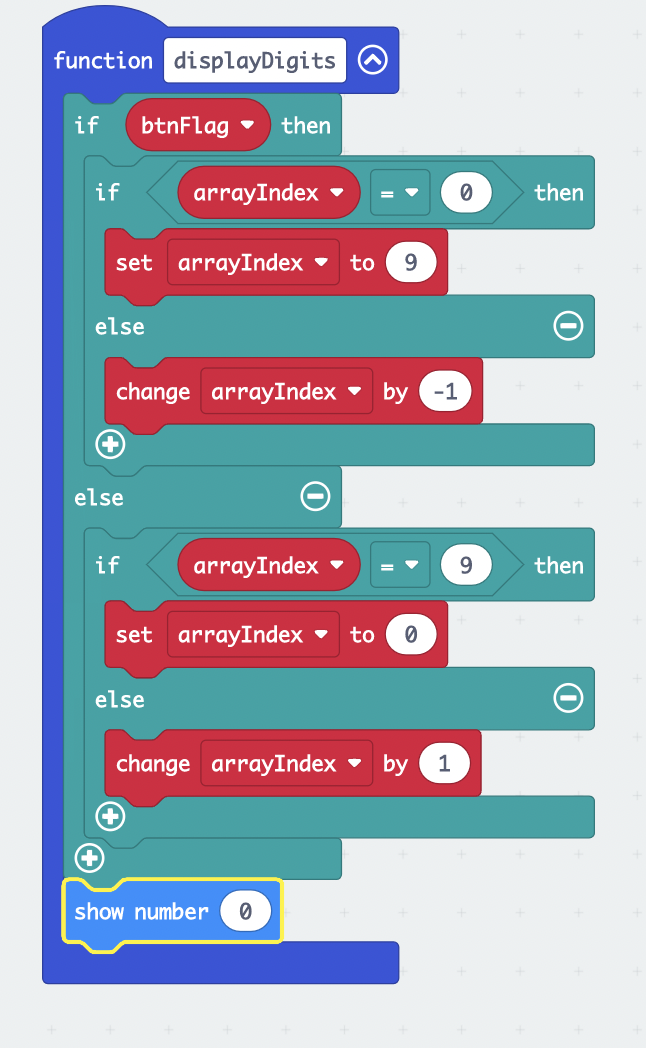 function displayDigits
if btnFlag then
if arrayIndex = 0 then
set arrayIndex to 9
else
change arrayIndex by -1
else
if arrayIndex = 9 then
set arrayIndex to 0
else
change arrayIndex by 1
show number 0